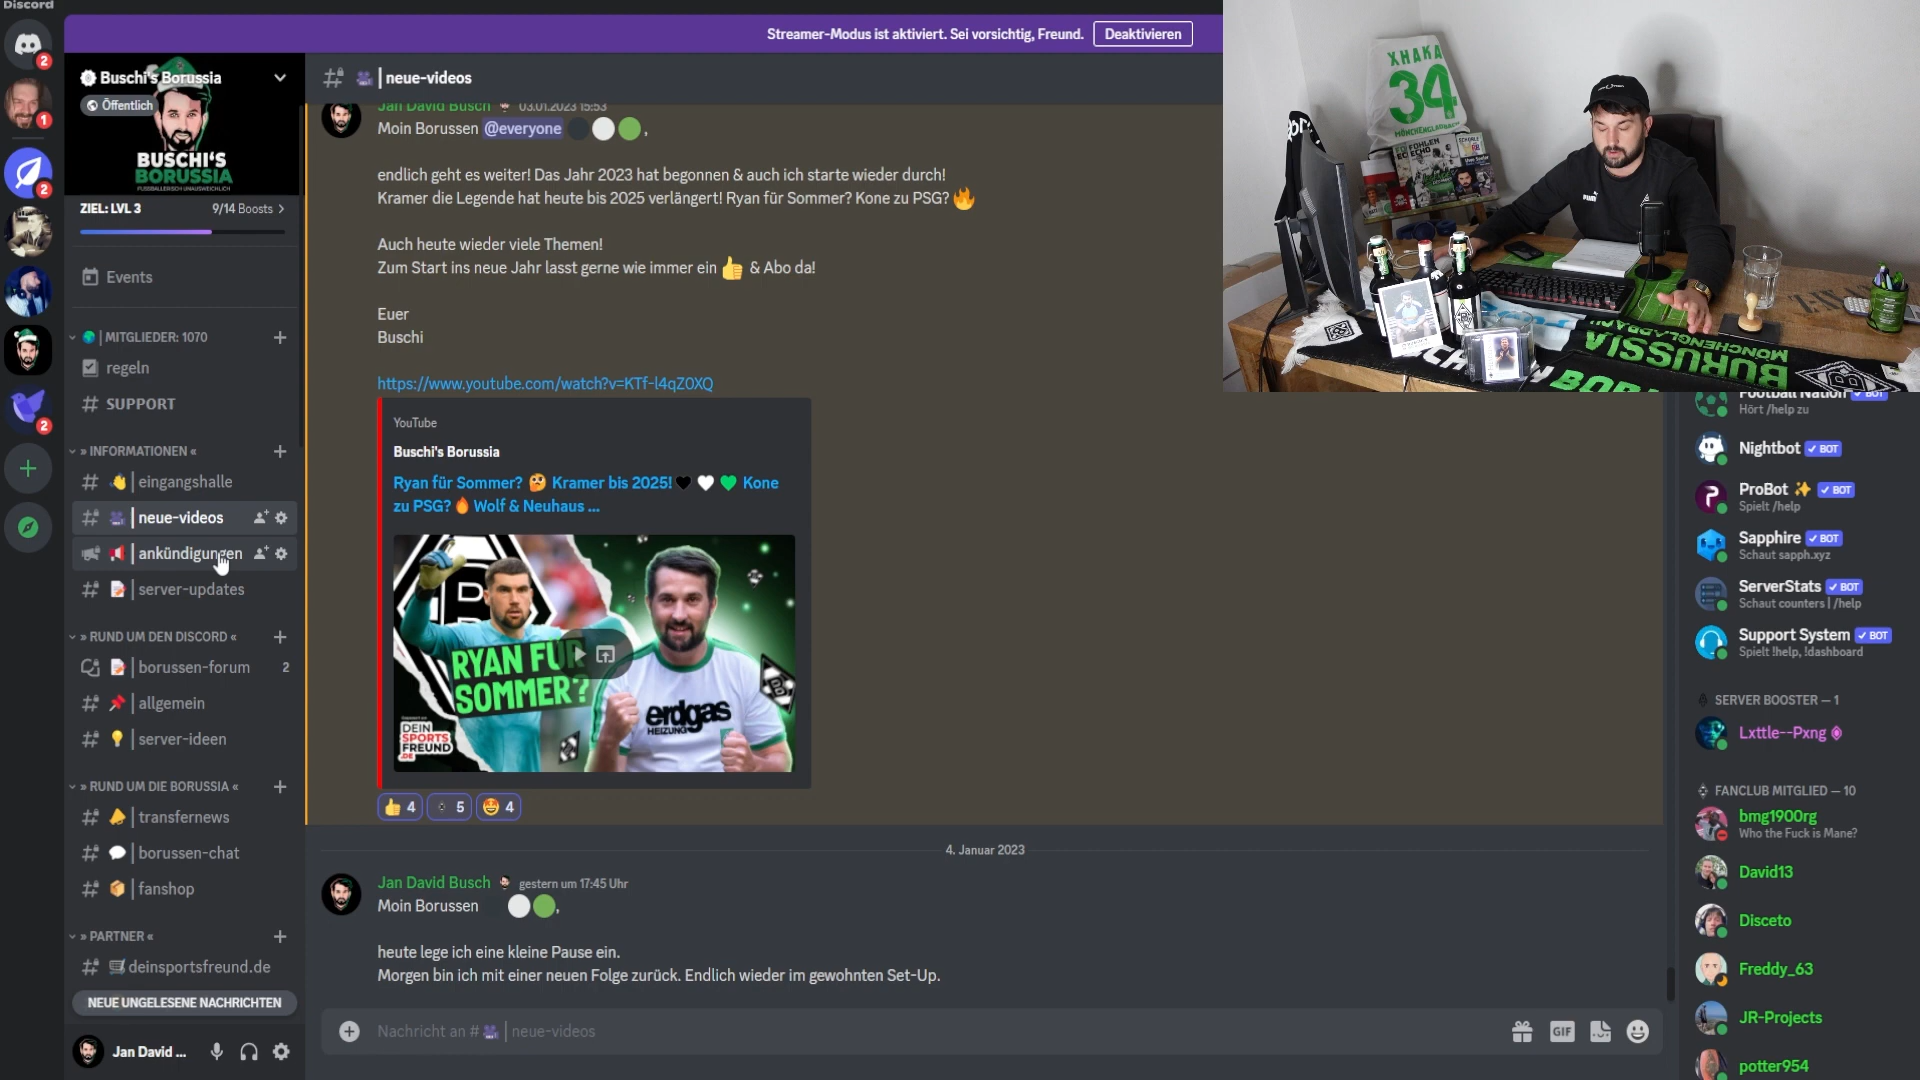 Discord
Streamer-Modus ist aktiviert. Sei vorsichtig, Freund.
Deaktivieren
Buschi's Borussia
Öffentlich
BUSCHI'S
BORUSSIA
FUSSBALLERISCH UNAUSWEICHLICH
ZIEL: LVL 3
9/14 Boosts
Events
| MITGLIEDER: 1070
regeln
SUPPORT
» INFORMATIONEN «
| eingangshalle
| neue-videos
| ankündigungen
| server-updates
» RUND UM DEN DISCORD «
| borussen-forum
2
| allgemein
| server-ideen
» RUND UM DIE BORUSSIA «
| transfernews
| borussen-chat
| fanshop
» PARTNER «
deinsportsfreund.de
NEUE UNGELESENE NACHRICHTEN
Jan David ...
2
1
2
2
| neue-videos
Jan David Busch 03.01.2023 15:53
Moin Borussen @everyone ,
endlich geht es weiter! Das Jahr 2023 hat begonnen & auch ich starte wieder durch!
Kramer die Legende hat heute bis 2025 verlängert! Ryan für Sommer? Kone zu PSG? 🔥
Auch heute wieder viele Themen!
Zum Start ins neue Jahr lasst gerne wie immer ein 👍 & Abo da!
Euer
Buschi
https://www.youtube.com/watch?v=KTf-l4qZ0XQ
YouTube
Buschi's Borussia
Ryan für Sommer? 🤔 Kramer bis 2025!🖤 🤍 💚 Kone
zu PSG? 🔥 Wolf & Neuhaus ...
RYAN FÜR
SOMMER?
erdgas
HEIZUNG
DEIN
SPORTS
FREUND
.DE
👍 4
5
🤩 4
4. Januar 2023
Jan David Busch gestern um 17:45 Uhr
Moin Borussen ,
heute lege ich eine kleine Pause ein.
Morgen bin ich mit einer neuen Folge zurück. Endlich wieder im gewohnten Set-Up.
Nachricht an # | neue-videos
GIF
XHAKA
34
MÖNCHENGLADBACH
FOHLEN
ECHO
PUMA
BORUSSIA
MÖNCHENGLADBACH
Football Nation BOT
Hört /help zu
Nightbot ✓ BOT
ProBot ✨ ✓ BOT
Spielt /help
Sapphire ✓ BOT
Schaut sapph.xyz
ServerStats ✓ BOT
Schaut counters | /help
Support System ✓ BOT
Spielt !help, !dashboard
SERVER BOOSTER — 1
Lxttle--Pxng
FANCLUB MITGLIED — 10
bmg1900rg
Who the Fuck is Mane?
David13
Disceto
Freddy_63
JR-Projects
potter954